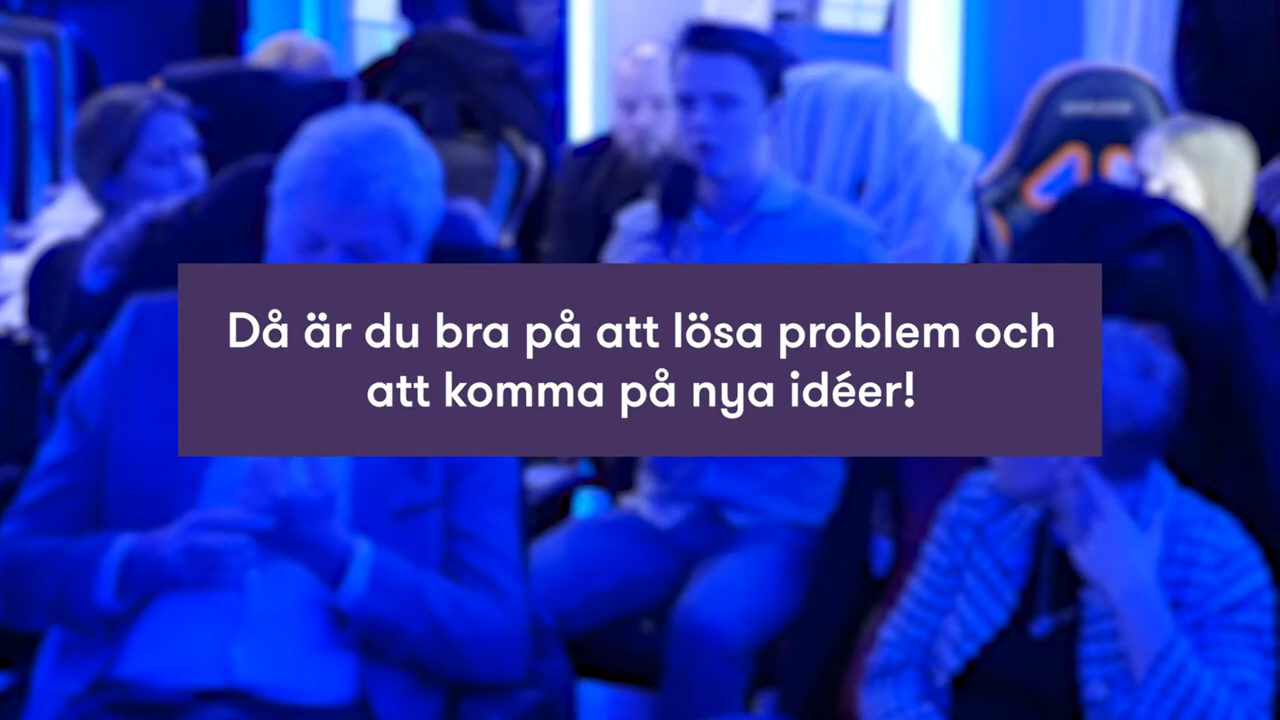 Då är du bra på att lösa problem och
att komma på nya idéer!